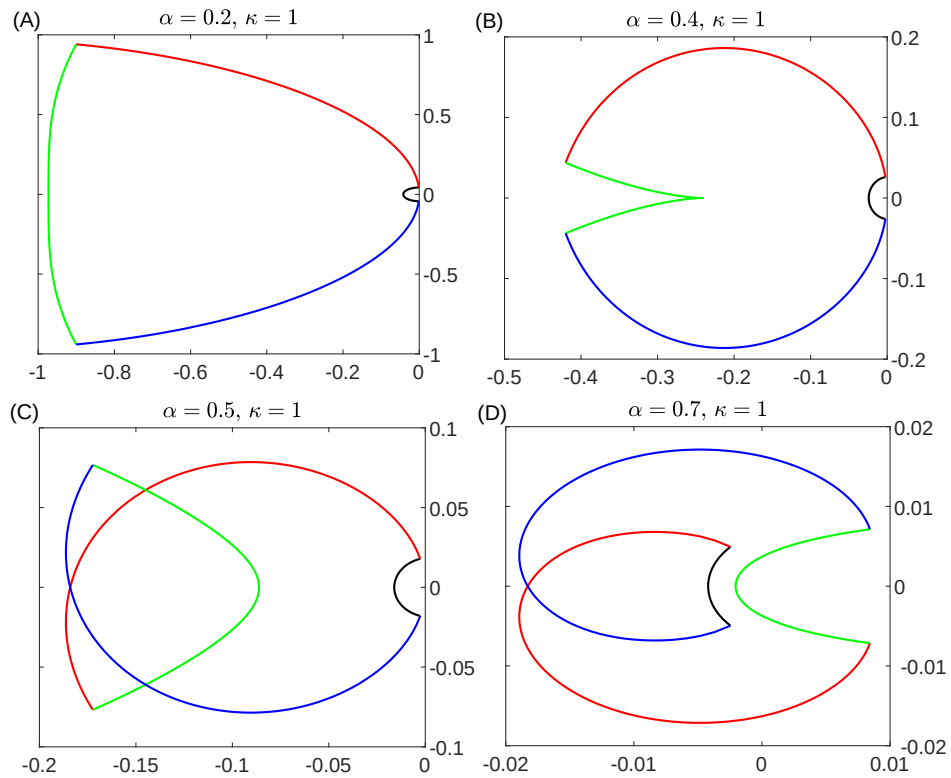 (A)
α = 0.2, κ = 1
1
0.5
0
-0.5
-1
-1 -0.8 -0.6 -0.4 -0.2 0
(B)
α = 0.4, κ = 1
0.2
0.1
0
-0.1
-0.2
-0.5 -0.4 -0.3 -0.2 -0.1 0
(C)
α = 0.5, κ = 1
0.1
0.05
0
-0.05
-0.1
-0.2 -0.15 -0.1 -0.05 0
(D)
α = 0.7, κ = 1
0.02
0.01
0
-0.01
-0.02
-0.02 -0.01 0 0.01